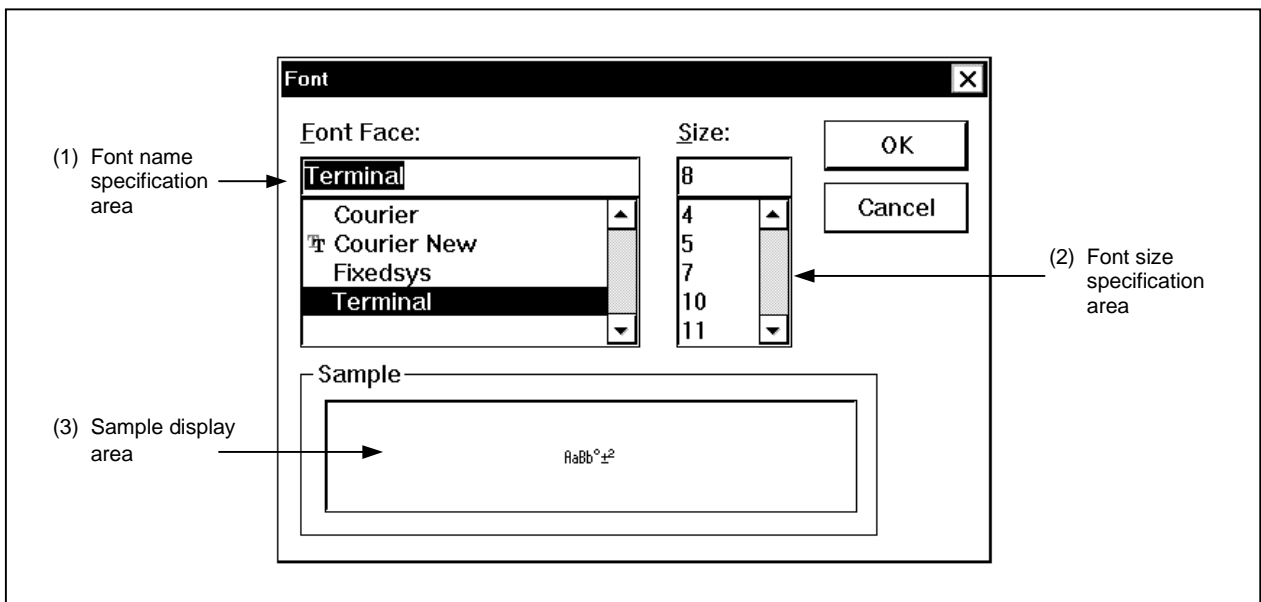 Font
Font Face:
Size:
OK
(1) Font name
specification
area
Terminal
8
Cancel
Courier
Courier New
Fixedsys
Terminal
4
5
7
10
11
(2) Font size
specification
area
Sample
(3) Sample display
area
AaBb°±²